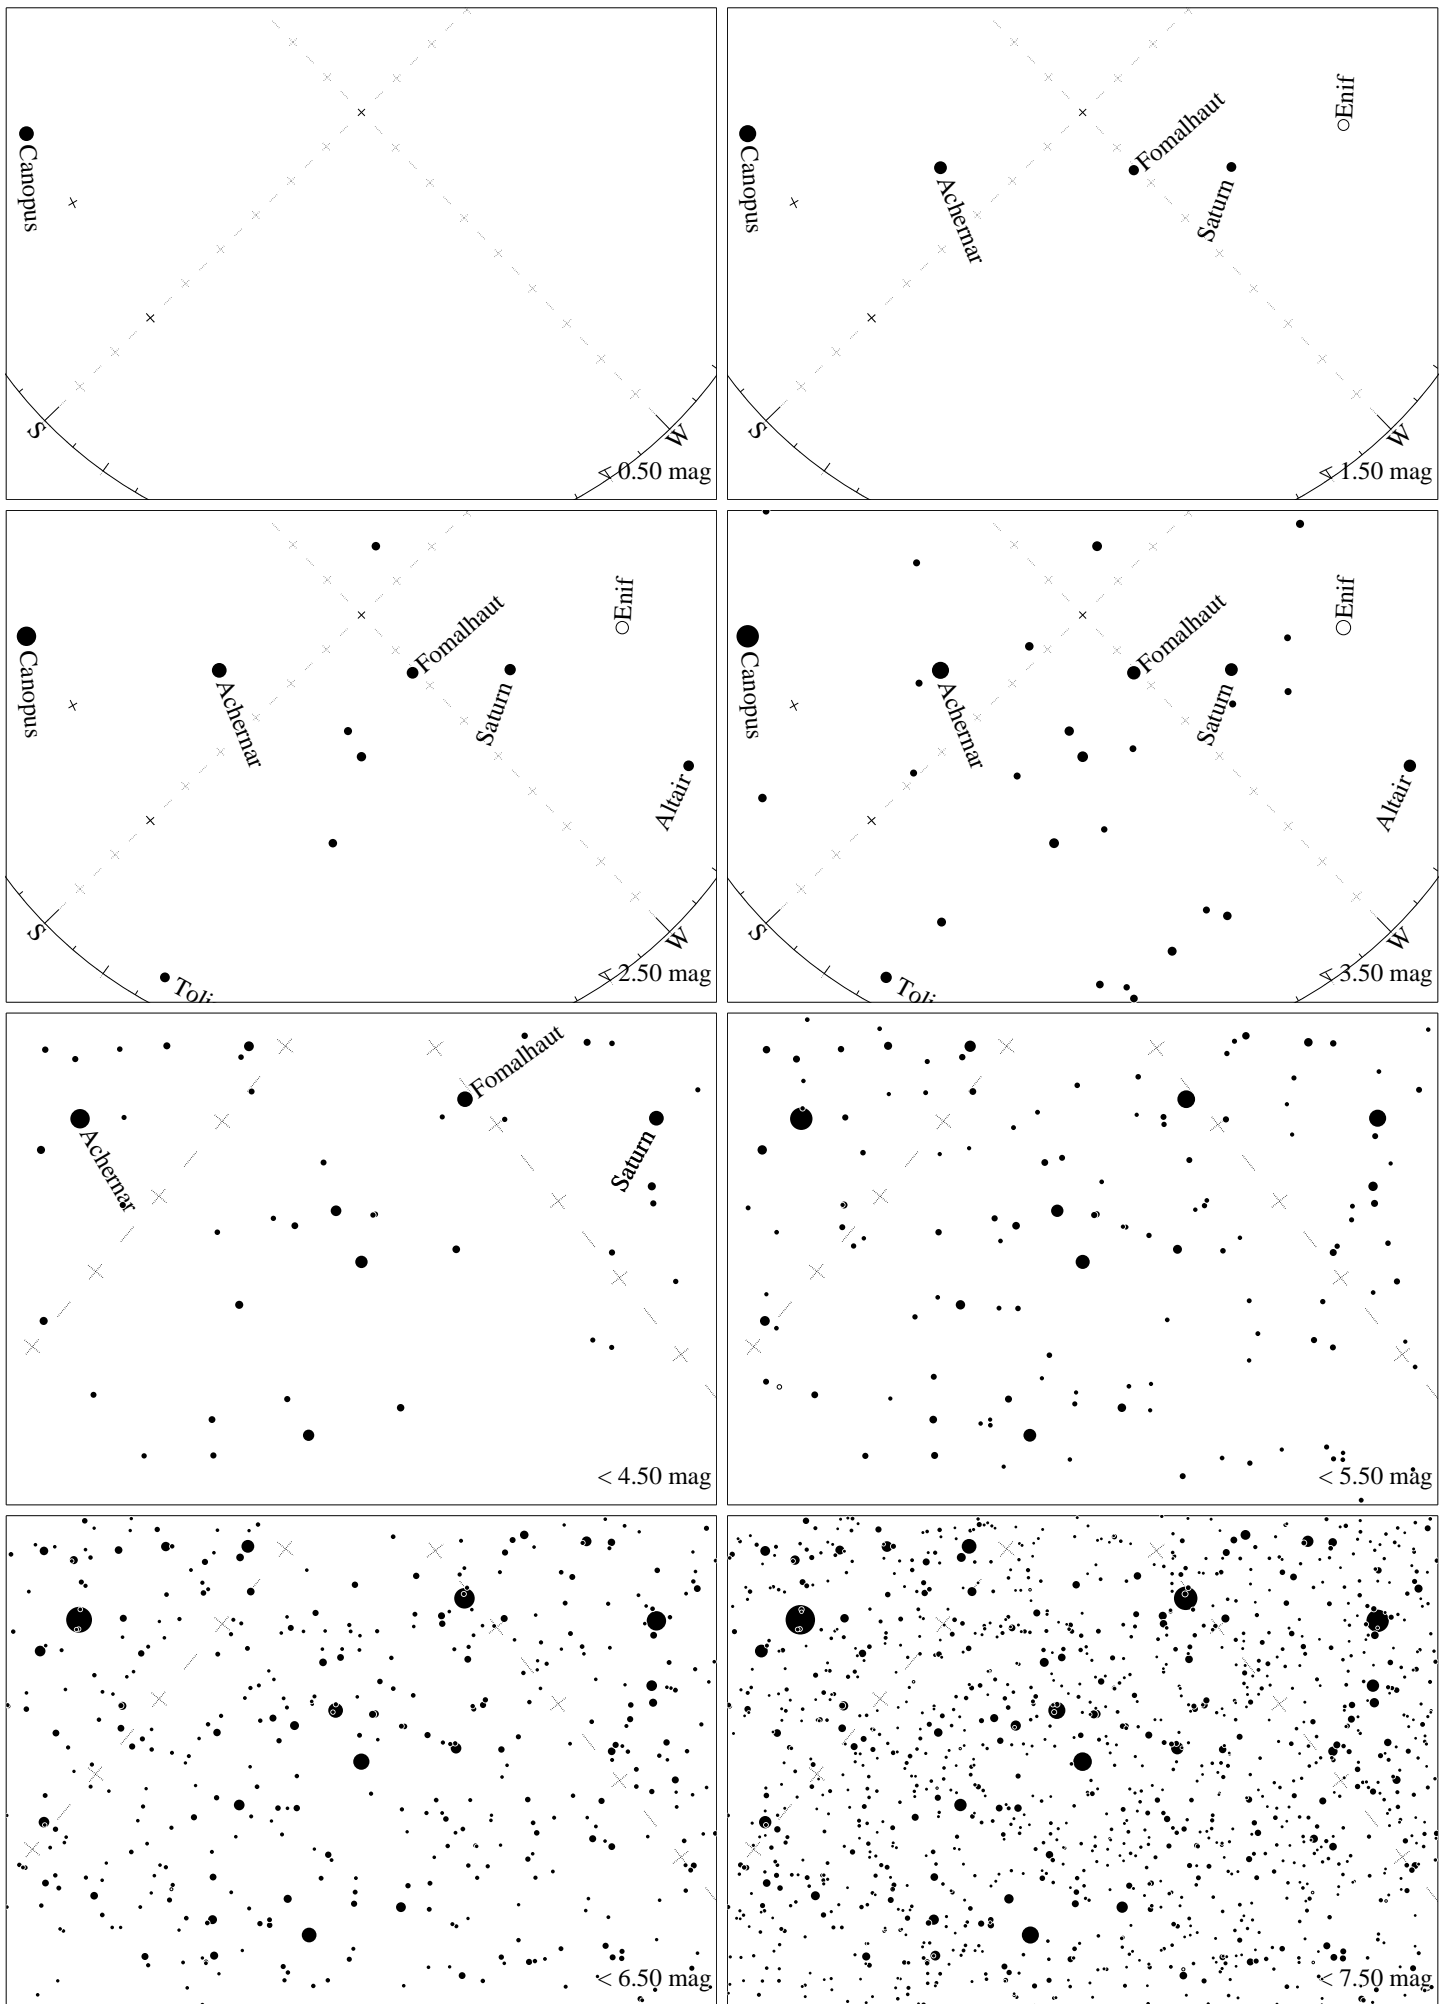 Canopus
S
W
< 0.50 mag
Enif
Fomalhaut
Canopus
Achernar
Saturn
S
W
< 1.50 mag
Enif
Fomalhaut
Canopus
Achernar
Saturn
Altair
S
W
Toli
< 2.50 mag
Enif
Fomalhaut
Canopus
Achernar
Saturn
Altair
S
W
Toli
< 3.50 mag
Fomalhaut
Achernar
Saturn
< 4.50 mag
< 5.50 mag
< 6.50 mag
< 7.50 mag